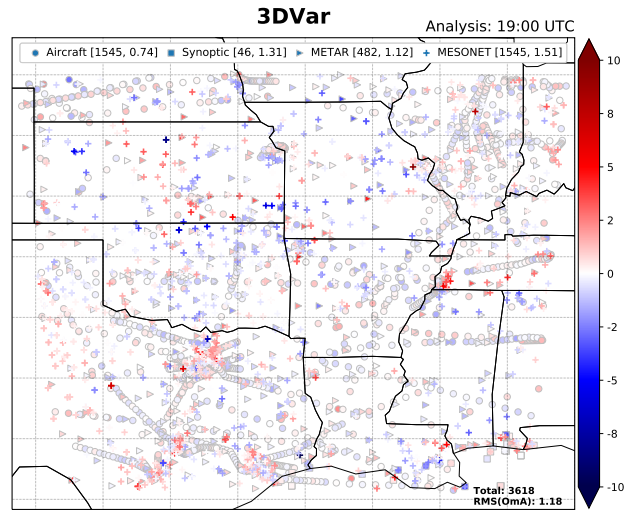 3DVar
Analysis: 19:00 UTC
Aircraft [1545, 0.74] Synoptic [46, 1.31] METAR [482, 1.12] MESONET [1545, 1.51]
10
8
5
2
0
-2
-5
-8
-10
Total: 3618
RMS(OmA): 1.18